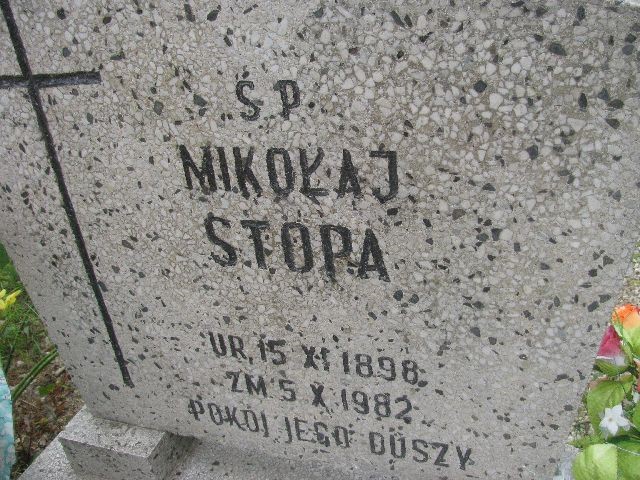 Ś P
MIKOŁAJ
STOPA
UR. 15 XI 1898
ZM 5 X 1982
POKÓJ JEGO DUSZY